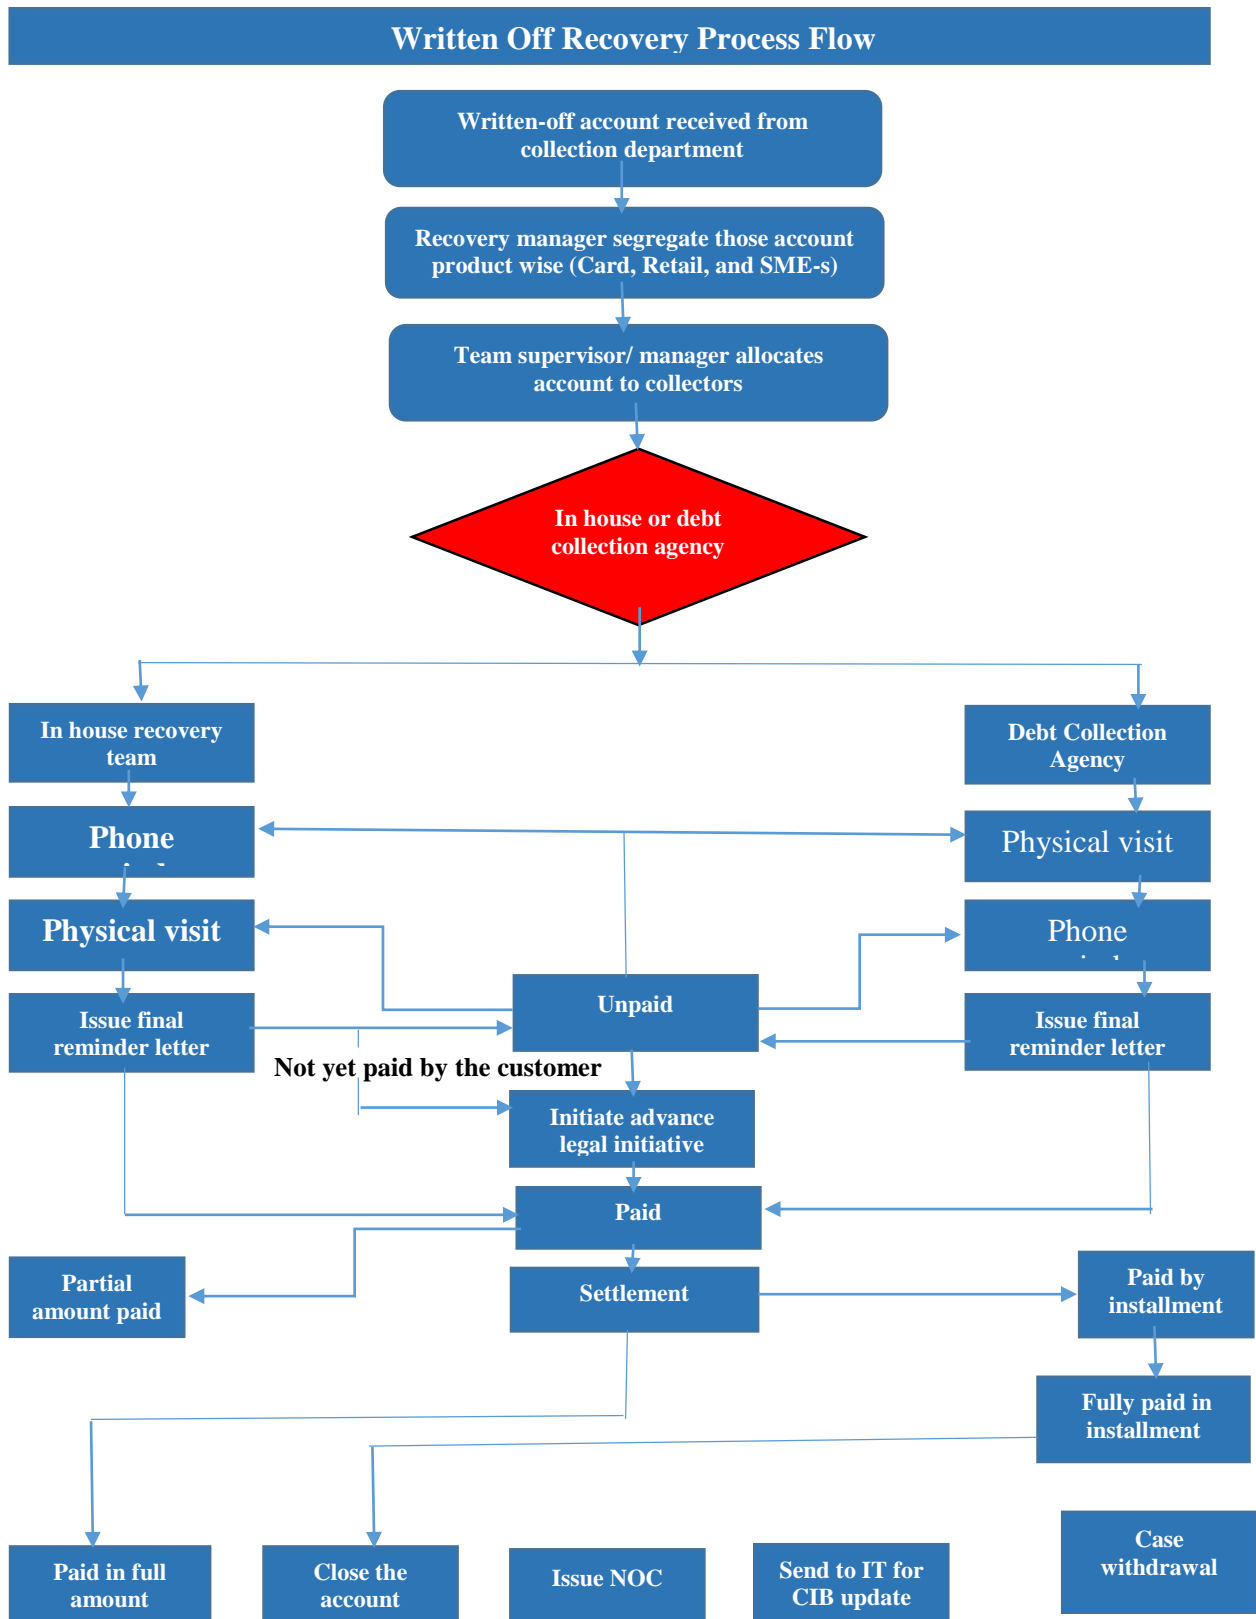 Written Off Recovery Process Flow
Written-off account received from
collection department
Recovery manager segregate those account
product wise (Card, Retail, and SME-s)
Team supervisor/ manager allocates
account to collectors
In house or debt
collection agency
In house recovery
team
Debt Collection
Agency
Phone
Physical visit
Physical visit
Phone
Unpaid
Issue final
reminder letter
Issue final
reminder letter
Not yet paid by the customer
Initiate advance
legal initiative
Paid
Partial
amount paid
Settlement
Paid by
installment
Fully paid in
installment
Paid in full
amount
Close the
account
Issue NOC
Send to IT for
CIB update
Case
withdrawal